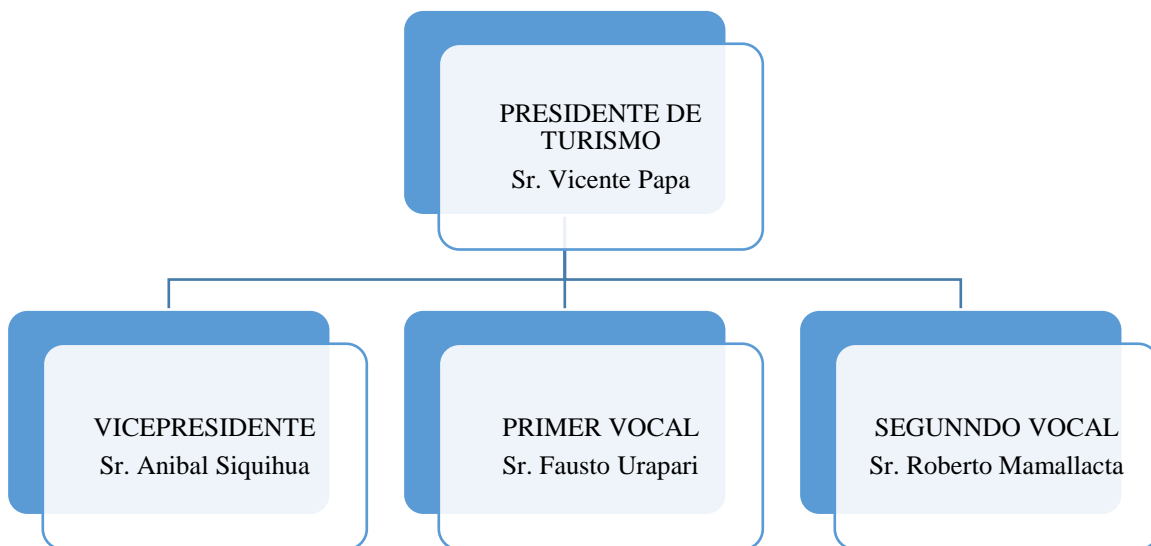 PRESIDENTE DE
TURISMO
Sr. Vicente Papa
VICEPRESIDENTE
Sr. Anibal Siquihua
PRIMER VOCAL
Sr. Fausto Urapari
SEGUNNDO VOCAL
Sr. Roberto Mamallacta